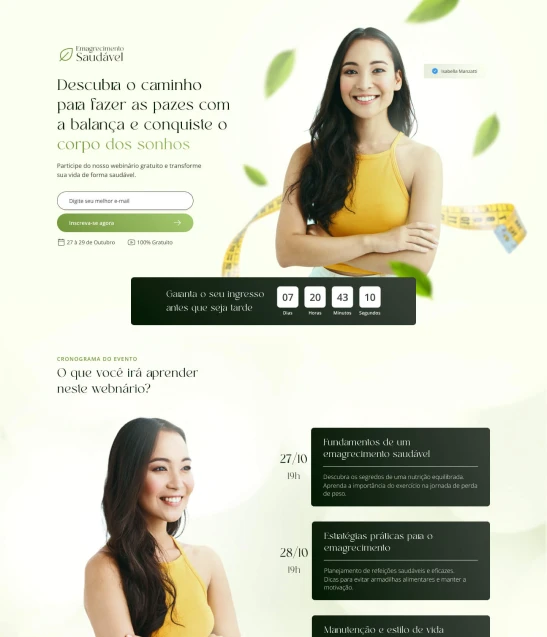 Emagrecimento
Saudável
Isabella Manzatti
Descubra o caminho
para fazer as pazes com
a balança e conquiste o
corpo dos sonhos
Participe do nosso webinário gratuito e transforme
sua vida de forma saudável.
Digite seu melhor e-mail
Inscreva-se agora
27 à 29 de Outubro
100% Gratuito
Garanta o seu ingresso
antes que seja tarde
07 20 43 10
Dias Horas Minutos Segundos
CRONOGRAMA DO EVENTO
O que você irá aprender
neste webnário?
27/10
19h
Fundamentos de um
emagrecimento saudável
Descubra os segredos de uma nutrição equilibrada.
Aprenda a importância do exercício na jornada de perda
de peso.
28/10
19h
Estratégias práticas para o
emagrecimento
Planejamento de refeições saudáveis e eficazes.
Dicas para evitar armadilhas alimentares e manter a
motivação.
Manutenção e estilo de vida